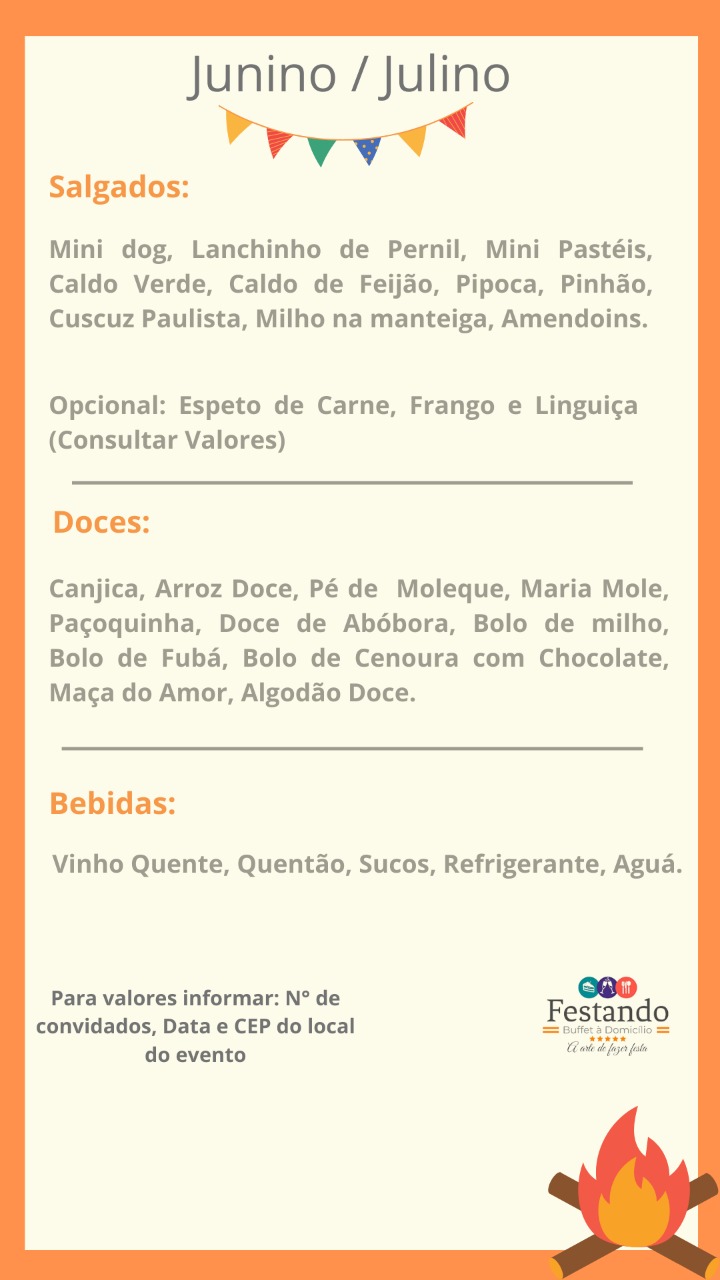 Junino / Julino
Salgados:
Mini dog, Lanchinho de Pernil, Mini Pastéis,
Caldo Verde, Caldo de Feijão, Pipoca, Pinhão,
Cuscuz Paulista, Milho na manteiga, Amendoins.
Opcional: Espeto de Carne, Frango e Linguiça
(Consultar Valores)
Doces:
Canjica, Arroz Doce, Pé de Moleque, Maria Mole,
Paçoquinha, Doce de Abóbora, Bolo de milho,
Bolo de Fubá, Bolo de Cenoura com Chocolate,
Maça do Amor, Algodão Doce.
Bebidas:
Vinho Quente, Quentão, Sucos, Refrigerante, Aguá.
Para valores informar: N° de
convidados, Data e CEP do local
do evento
Festando
Buffet à Domicílio
A arte de fazer festa